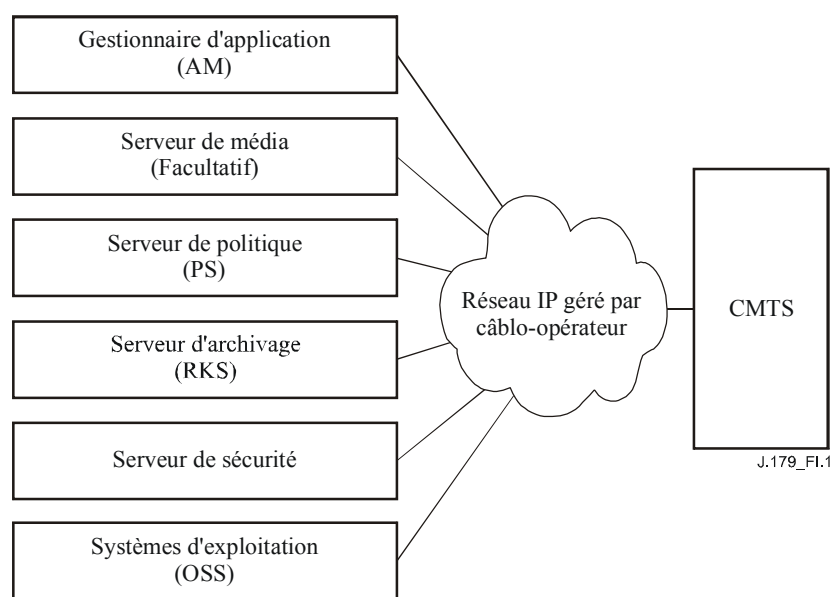 Gestionnaire d'application
(AM)
Serveur de média
(Facultatif)
Serveur de politique
(PS)
Serveur d'archivage
(RKS)
Serveur de sécurité
Systèmes d'exploitation
(OSS)
Réseau IP géré par
câblo-opérateur
CMTS
J.179_FI.1